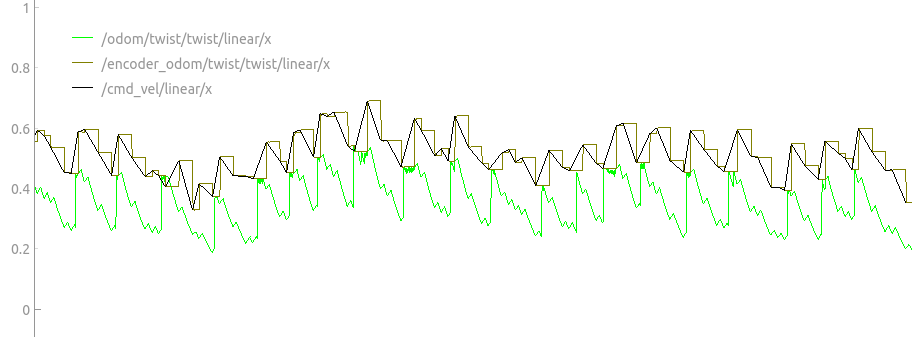 1
/odom/twist/twist/linear/x
/encoder_odom/twist/twist/linear/x
0.8
/cmd_vel/linear/x
0.6
0.4
0.2
0